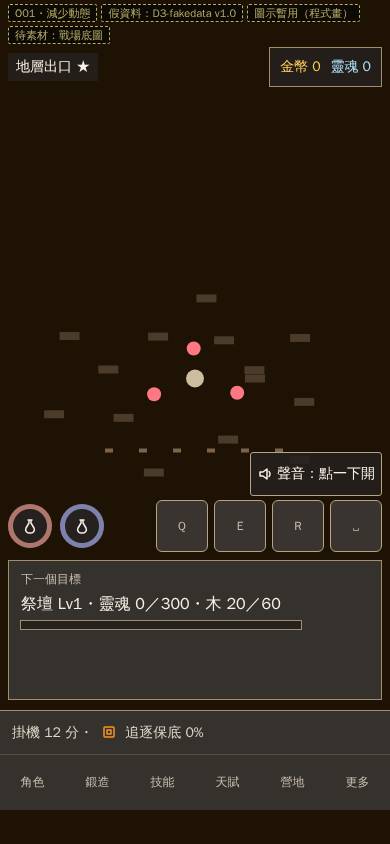 001・減少動態 假資料：D3-fakedata v1.0 圖示暫用（程式畫）
待素材：戰場底圖
地層出口 ★
金幣 0 靈魂 0
聲音：點一下開
Q E R ␣
下一個目標
祭壇 Lv1・靈魂 0／300・木 20／60
掛機 12 分・ 追逐保底 0%
角色 鍛造 技能 天賦 營地 更多